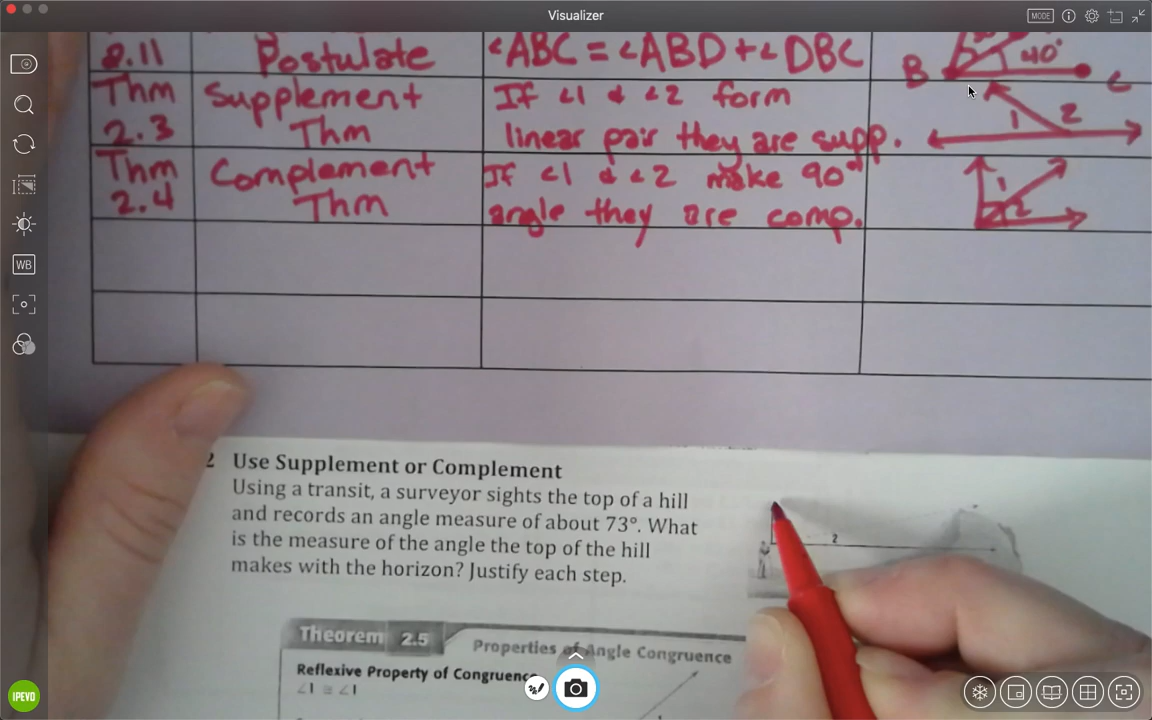 Visualizer
MODE
WB
2.11 Postulate ∠ABC = ∠ABD + ∠DBC B 40° C
Thm
2.3
Supplement
Thm
If ∠1 & ∠2 form
linear pair they are supp.
1 2
Thm
2.4
Complement
Thm
If ∠1 & ∠2 make 90°
angle they are comp.
1
2
2 Use Supplement or Complement
Using a transit, a surveyor sights the top of a hill
and records an angle measure of about 73°. What
is the measure of the angle the top of the hill
makes with the horizon? Justify each step.
2
Theorem 2.5 Properties of Angle Congruence
Reflexive Property of Congruenc
∠1 ≅ ∠1
IPEVO